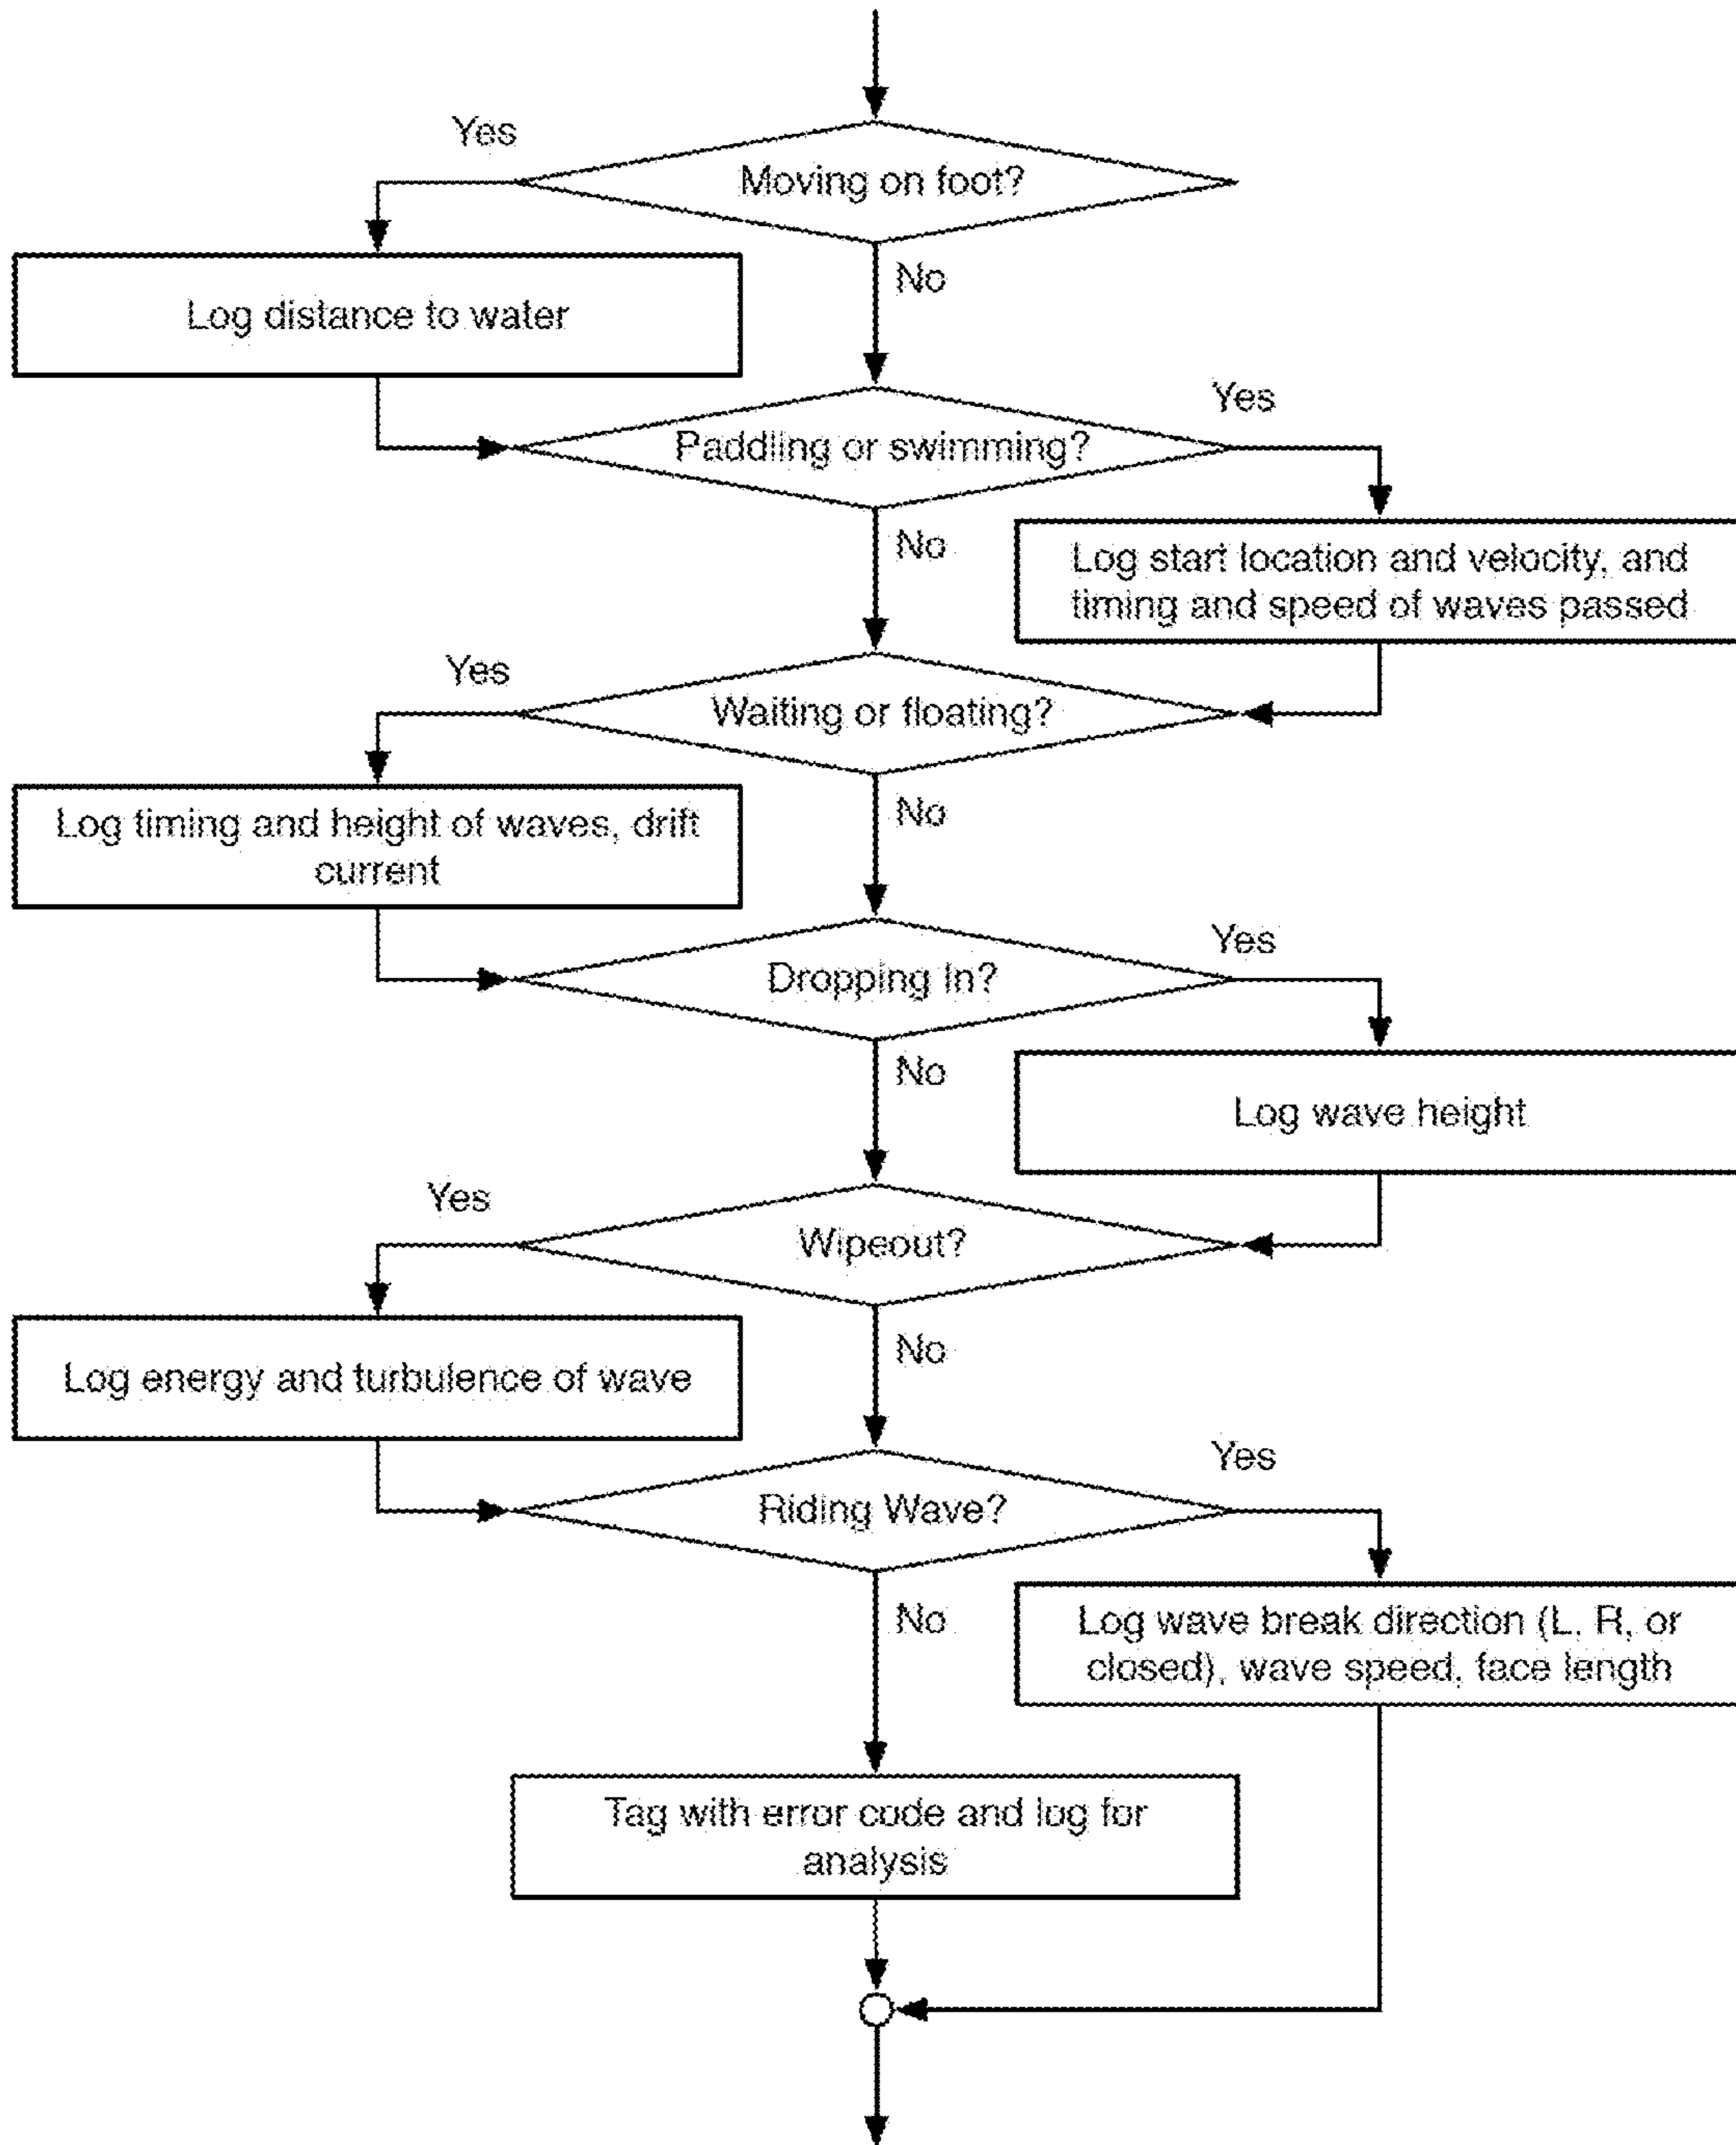 Yes
Moving on foot?
No
Log distance to water
Yes
Paddling or swimming?
No
Log start location and velocity, and
timing and speed of waves passed
Yes
Waiting or floating?
No
Log timing and height of waves, drift
current
Yes
Dropping In?
No
Log wave height
Yes
Wipeout?
No
Log energy and turbulence of wave
Yes
Riding Wave?
No
Log wave break direction (L, R, or
closed), wave speed, face length
Tag with error code and log for
analysis